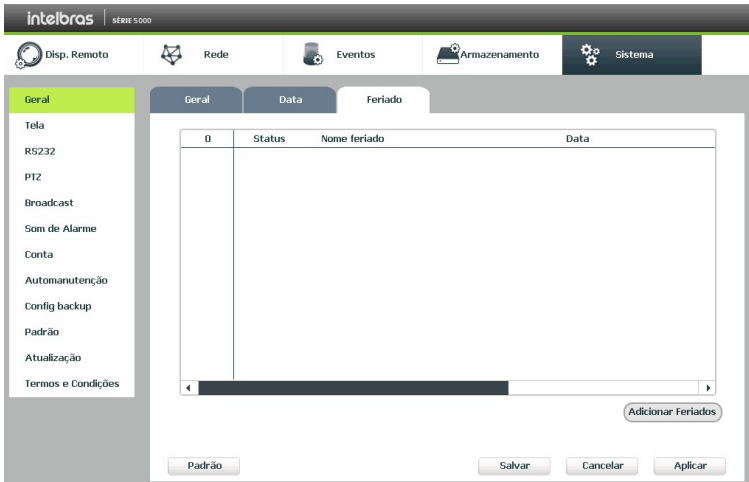 intelbras SÉRIE 5000
Disp. Remoto Rede Eventos Armazenamento Sistema
Geral
Tela
RS232
PTZ
Broadcast
Som de Alarme
Conta
Automanutenção
Config backup
Padrão
Atualização
Termos e Condições
Geral Data Feriado
0 Status Nome feriado Data
Adicionar Feriados
Padrão Salvar Cancelar Aplicar